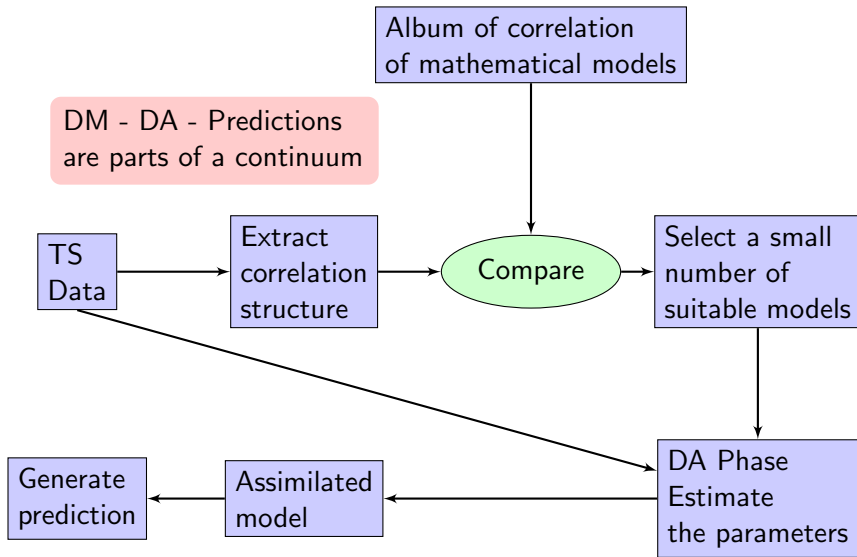 Album of correlation
of mathematical models
DM - DA - Predictions
are parts of a continuum
TS
Data
Extract
correlation
structure
Compare
Select a small
number of
suitable models
Generate
prediction
Assimilated
model
DA Phase
Estimate
the parameters